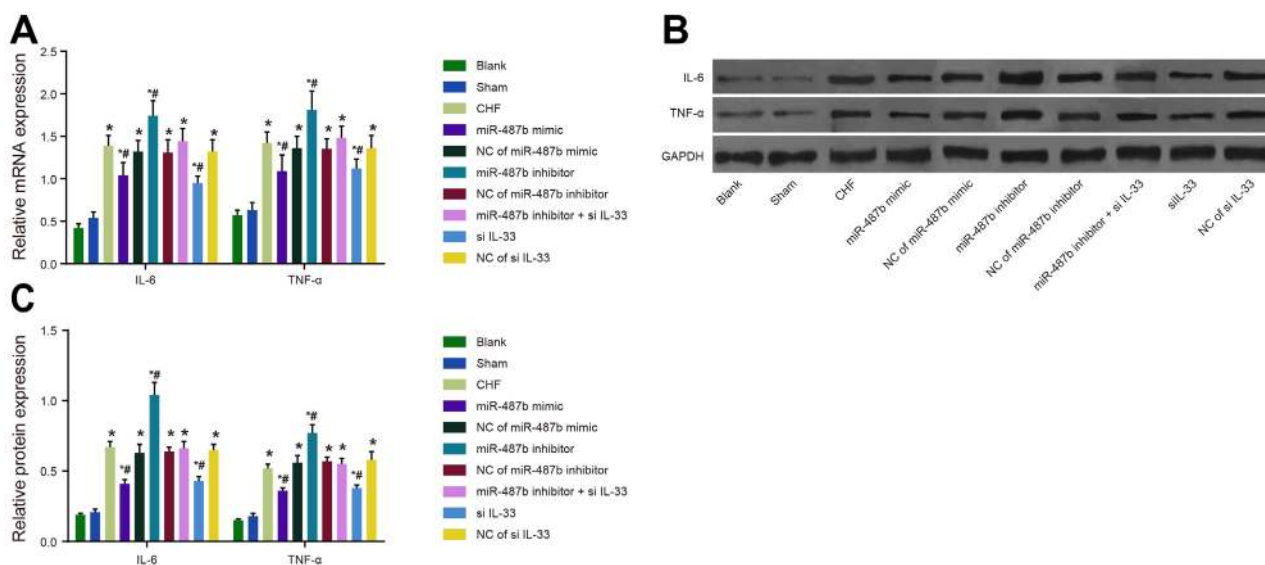 A
Relative mRNA expression
2.5
2.0
1.5
1.0
0.5
0.0
*
*#
*
*#
*
*
*#
*
*
*#
*
*#
*
*
*#
*
IL-6
TNF-α
Blank
Sham
CHF
miR-487b mimic
NC of miR-487b mimic
miR-487b inhibitor
NC of miR-487b inhibitor
miR-487b inhibitor + si IL-33
si IL-33
NC of si IL-33
B
IL-6
TNF-α
GAPDH
Blank
Sham
CHF
miR-487b mimic
NC of miR-487b mimic
miR-487b inhibitor
NC of miR-487b inhibitor
miR-487b inhibitor + si IL-33
siIL-33
NC of si IL-33
C
Relative protein expression
1.5
1.0
0.5
0.0
*
*#
*
*#
*
*
*#
*
*
*#
*
*#
*
*
*#
*
IL-6
TNF-α
Blank
Sham
CHF
miR-487b mimic
NC of miR-487b mimic
miR-487b inhibitor
NC of miR-487b inhibitor
miR-487b inhibitor + si IL-33
si IL-33
NC of si IL-33